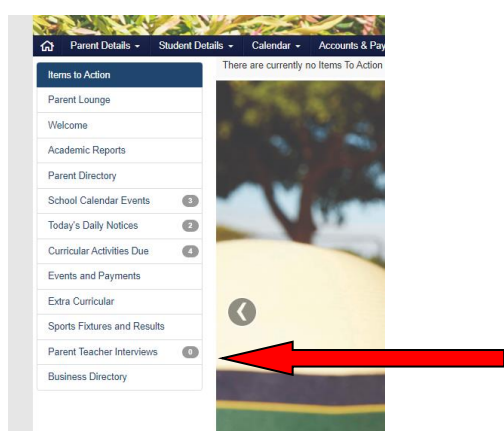 Parent Details Student Details Calendar Accounts & Pay
Items to Action
There are currently no Items To Action
Parent Lounge
Welcome
Academic Reports
Parent Directory
School Calendar Events 3
Today's Daily Notices 2
Curricular Activities Due 4
Events and Payments
Extra Curricular
Sports Fixtures and Results
Parent Teacher Interviews 0
Business Directory